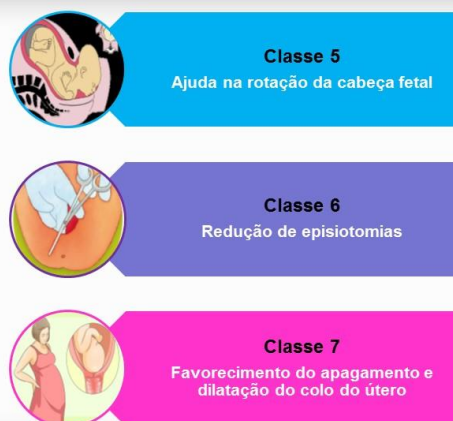 Classe 5
Ajuda na rotação da cabeça fetal
Classe 6
Redução de episiotomias
Classe 7
Favorecimento do apagamento e
dilatação do colo do útero